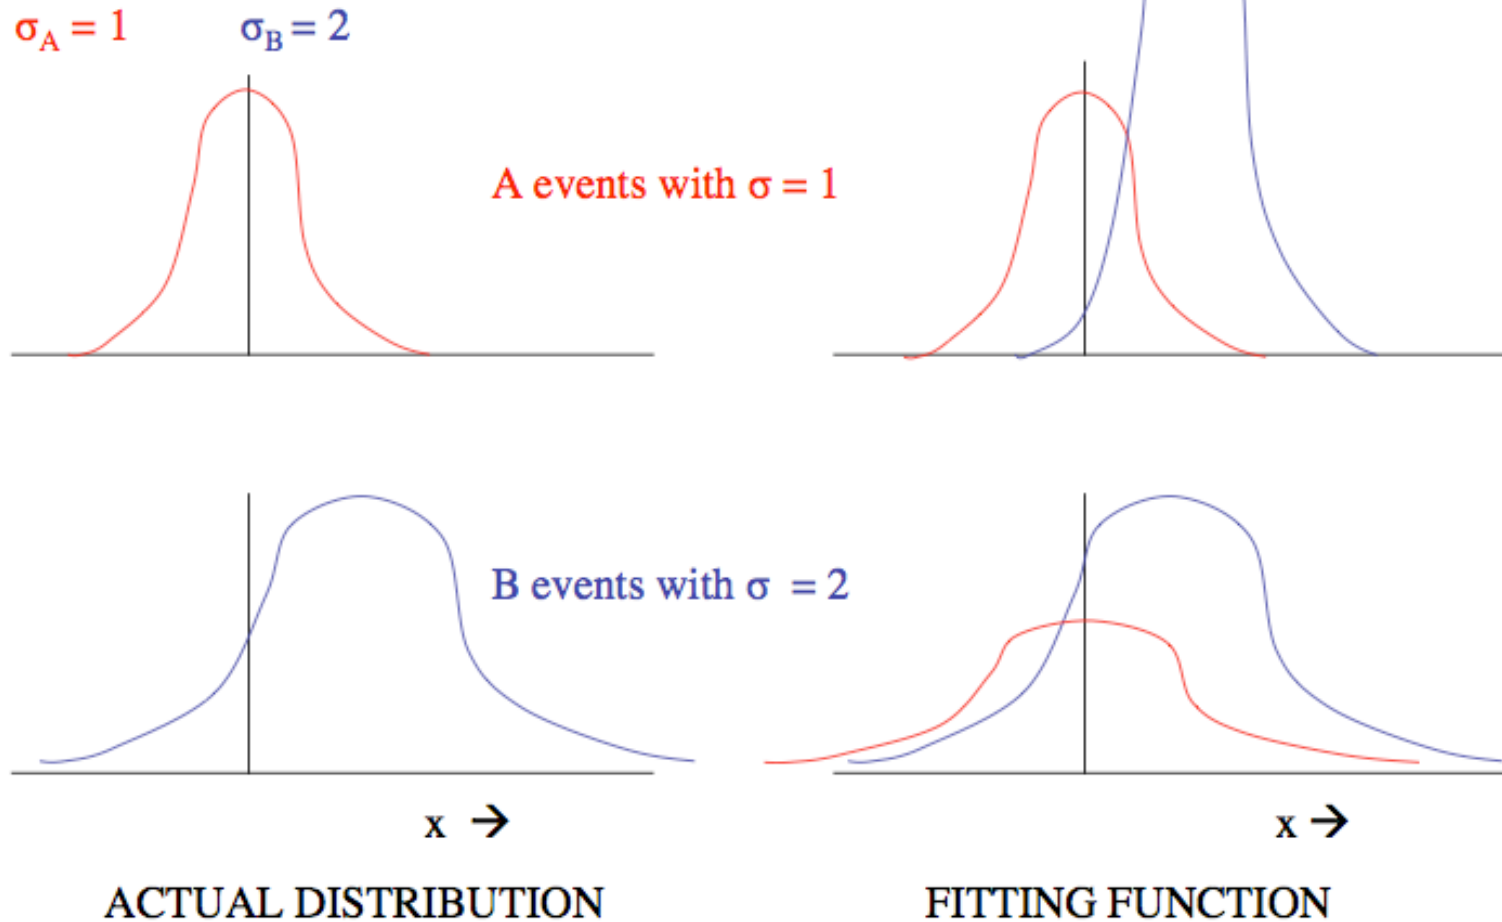 σA = 1 σB = 2
A events with σ = 1
B events with σ = 2
x → x →
ACTUAL DISTRIBUTION FITTING FUNCTION